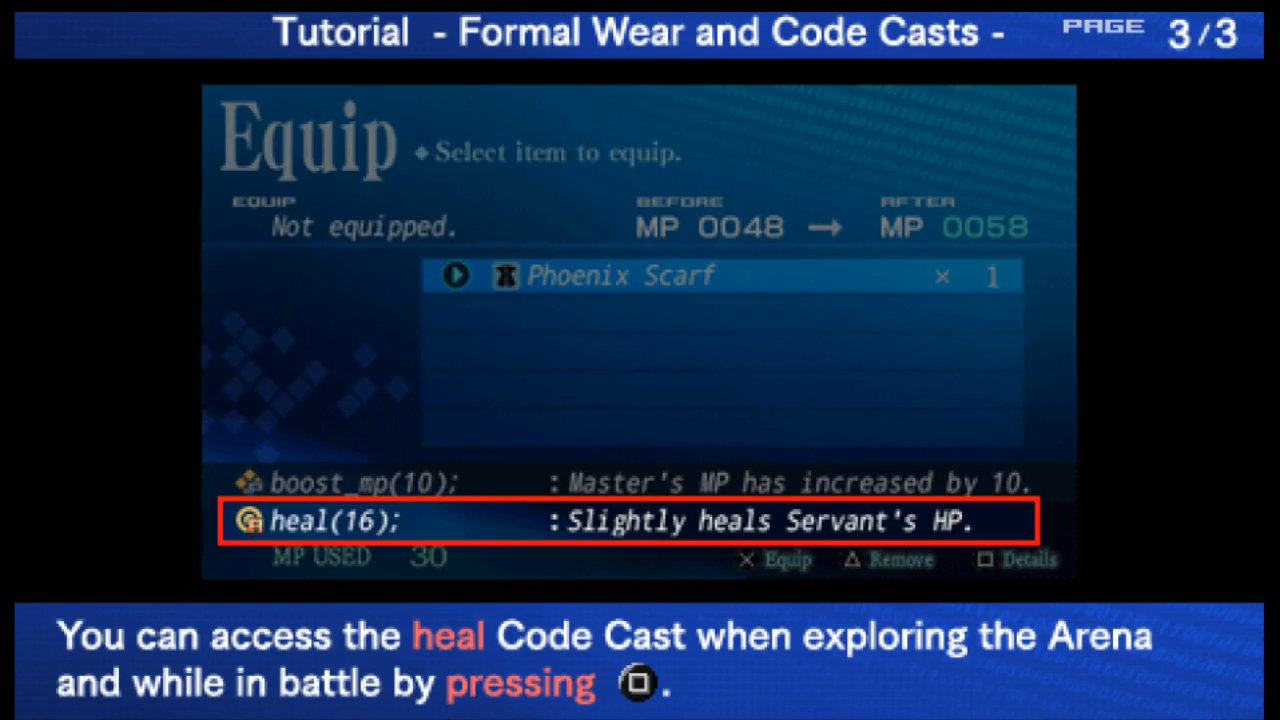 Tutorial - Formal Wear and Code Casts - PAGE 3/3
Equip ◆Select item to equip.
EQUIP BEFORE AFTER
Not equipped. MP 0048 → MP 0058
Phoenix Scarf × 1
boost_mp(10); :Master's MP has increased by 10.
heal(16); :Slightly heals Servant's HP.
MP USED 30 × Equip △ Remove □ Details
You can access the heal Code Cast when exploring the Arena
and while in battle by pressing □.